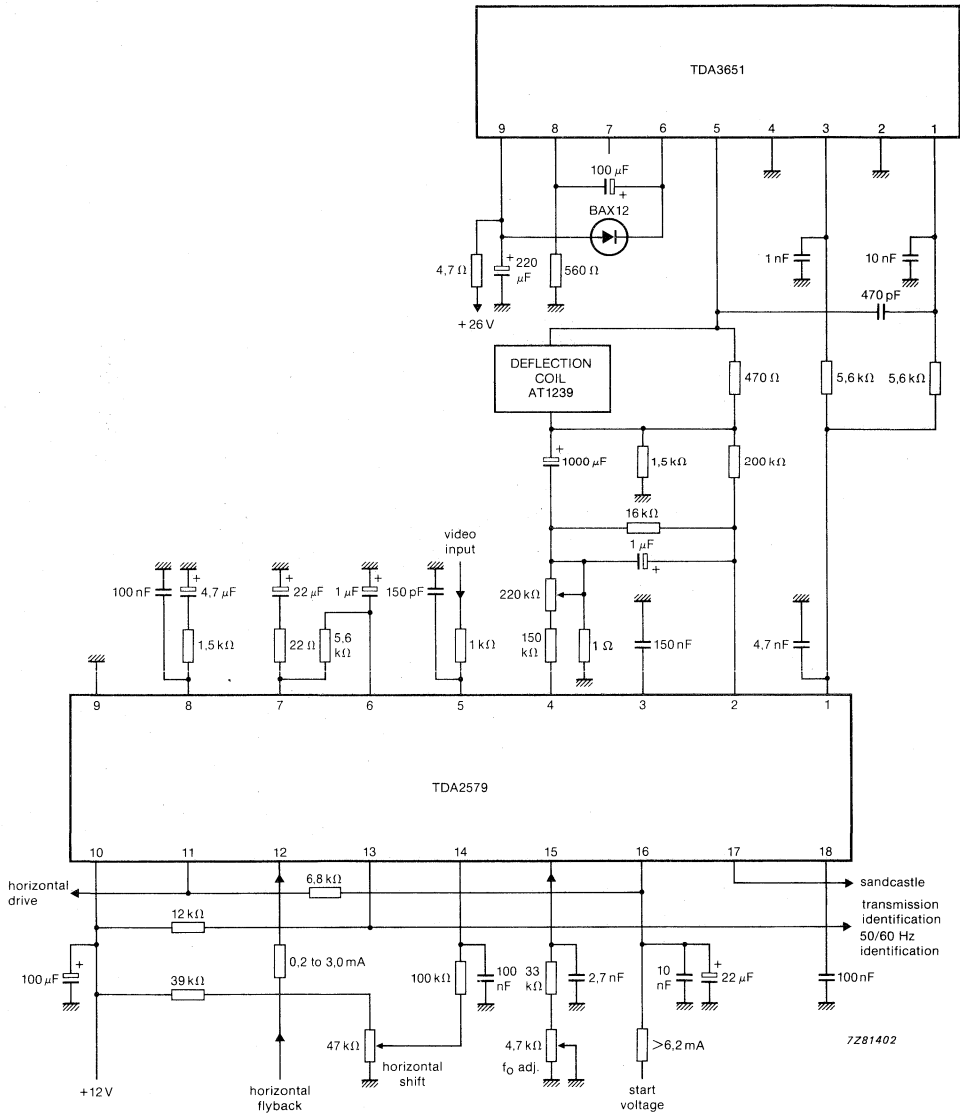 TDA3651
9 8 7 6 5 4 3 2 1
100 µF
+
BAX12
4,7 Ω
+ 220 µF
560 Ω
1 nF
10 nF
470 pF
+26 V
DEFLECTION COIL AT1239
470 Ω
5,6 kΩ
5,6 kΩ
+
1000 µF
1,5 kΩ
200 kΩ
16 kΩ
video input
1 µF
+
100 nF
+
4,7 µF
+
22 µF
1 µF
+
150 pF
220 kΩ
1,5 kΩ
22 Ω
5,6 kΩ
1 kΩ
150 kΩ
1 Ω
150 nF
4,7 nF
9 8 7 6 5 4 3 2 1
TDA2579
10 11 12 13 14 15 16 17 18
horizontal drive
6,8 kΩ
sandcastle
12 kΩ
transmission identification
50/60 Hz identification
100 µF
+
0,2 to 3,0 mA
100 kΩ
100 nF
33 kΩ
2,7 nF
10 nF
+
22 µF
100 nF
39 kΩ
47 kΩ
horizontal shift
4,7 kΩ
fO adj.
>6,2 mA
7Z81402
+12 V
horizontal flyback
start voltage